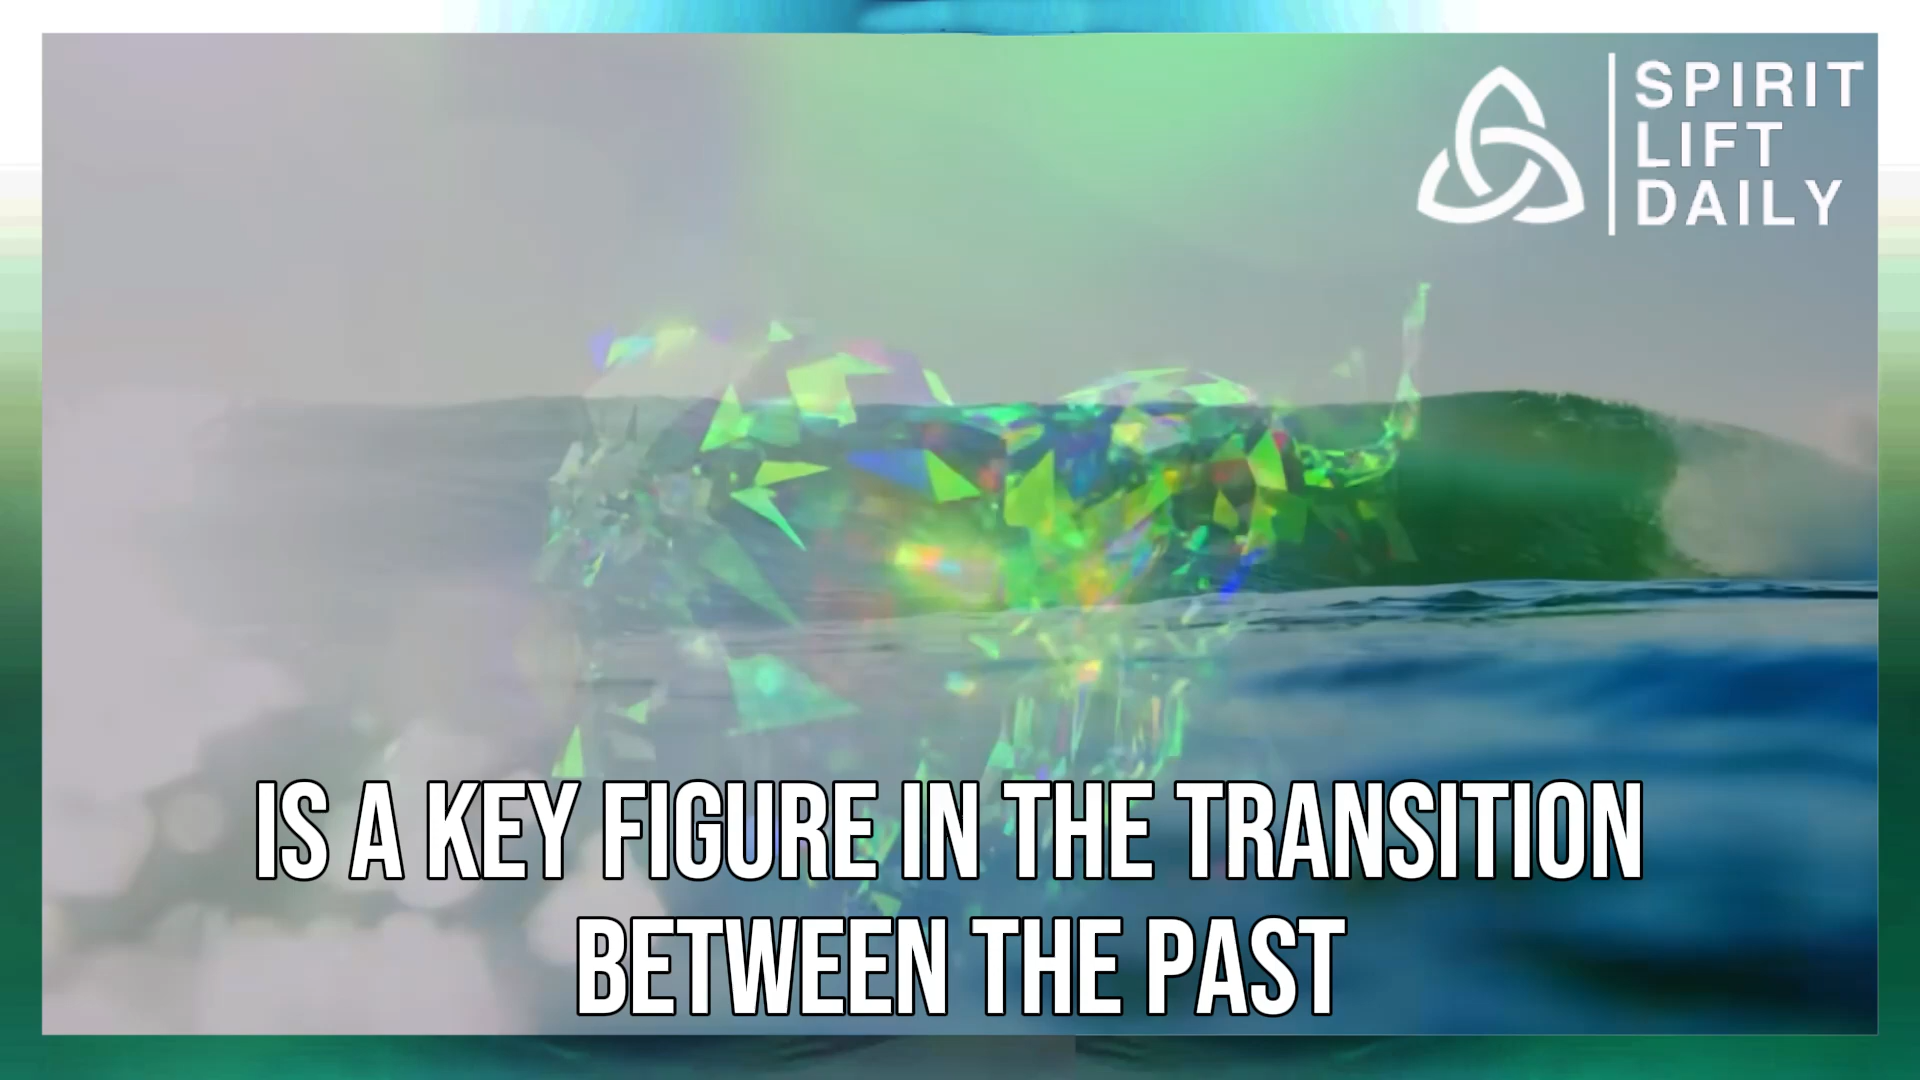 SPIRIT
LIFT
DAILY
IS A KEY FIGURE IN THE TRANSITION
BETWEEN THE PAST